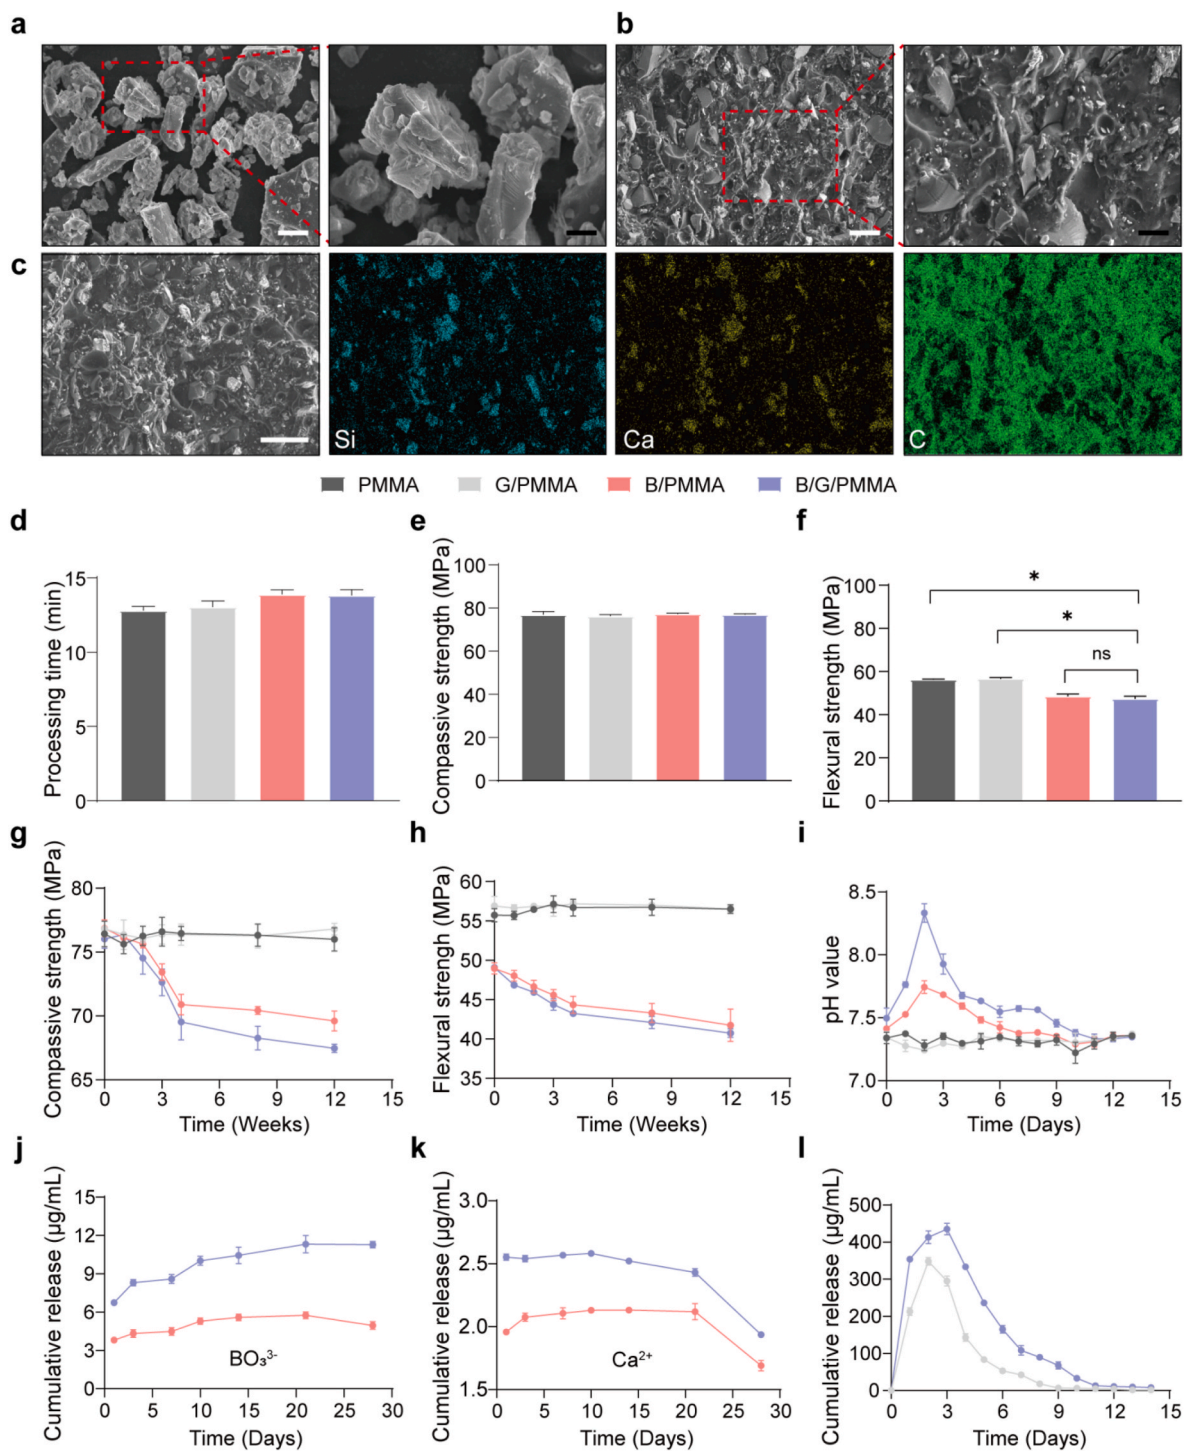 a
b
c
Si
Ca
C
PMMA G/PMMA B/PMMA B/G/PMMA
d
Processing time (min)
15
10
5
0
e
Compassive strength (MPa)
100
80
60
40
20
0
f
Flexural strength (MPa)
100
80
60
40
20
0
*
*
ns
g
Compassive strength (MPa)
80
75
70
65
0 3 6 9 12 15
Time (Weeks)
h
Flexural strengh (MPa)
60
55
50
45
40
35
0 3 6 9 12 15
Time (Weeks)
i
pH value
8.5
8.0
7.5
7.0
0 3 6 9 12 15
Time (Days)
j
Cumulative release (μg/mL)
15
12
9
6
3
0
BO₃³⁻
0 5 10 15 20 25 30
Time (Days)
k
Cumulative release (μg/mL)
3.0
2.5
2.0
1.5
Ca²⁺
0 5 10 15 20 25 30
Time (Days)
l
Cumulative release (μg/mL)
500
400
300
200
100
0
0 3 6 9 12 15
Time (Days)